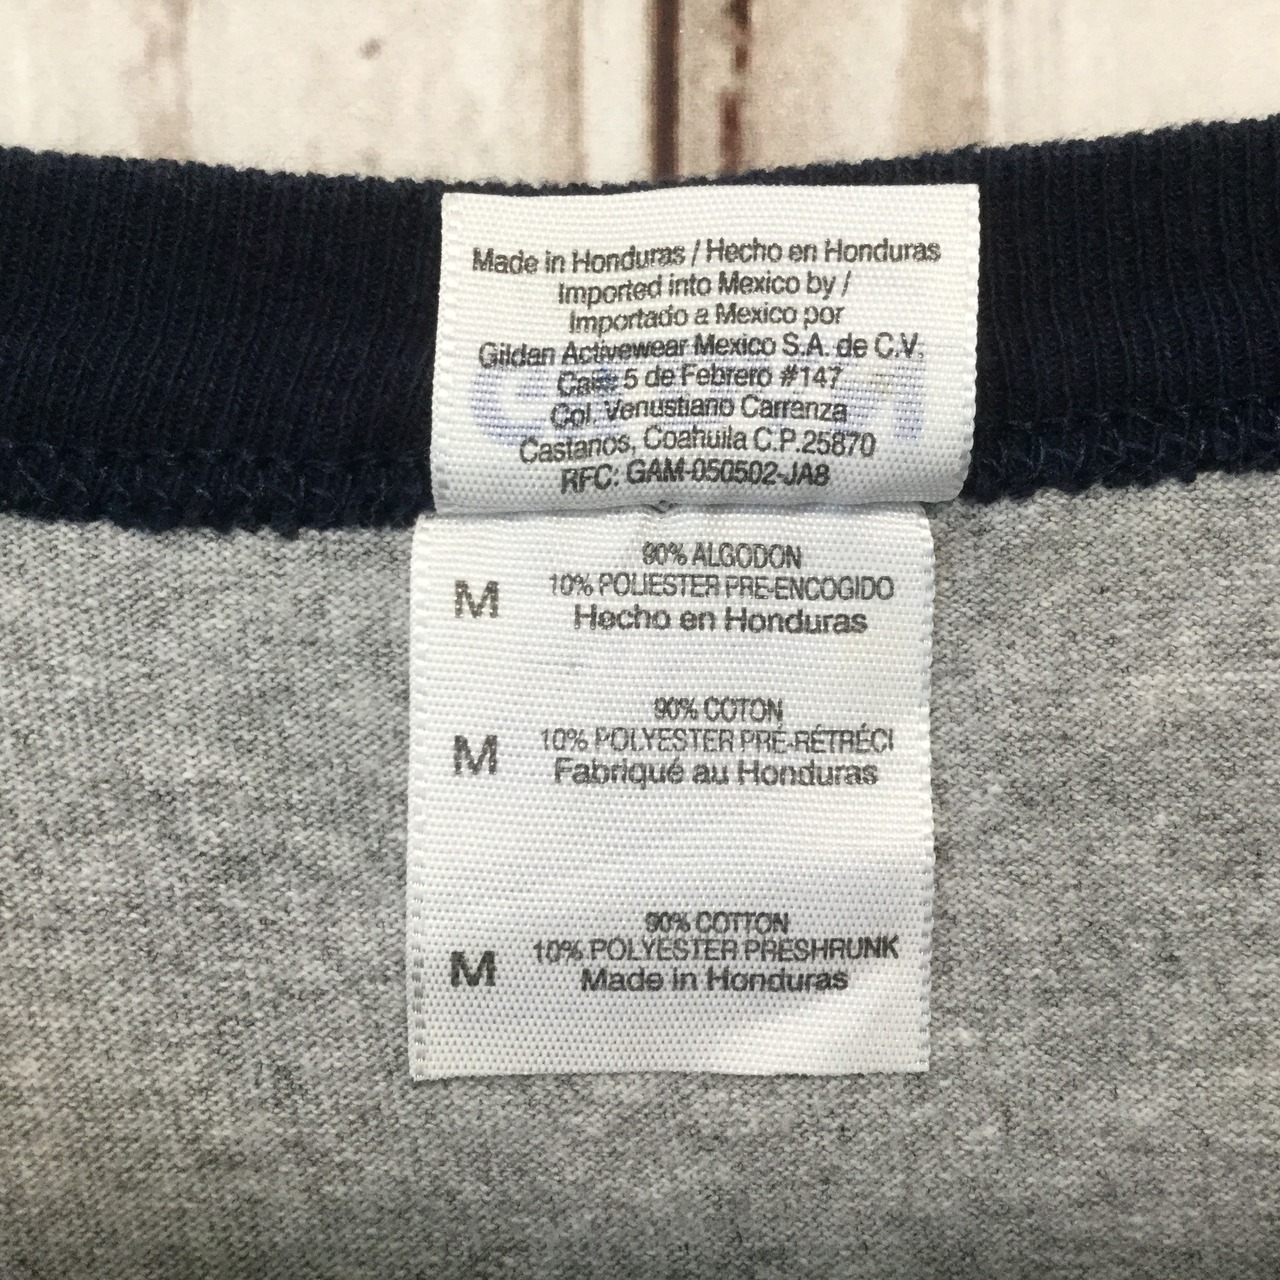 Made in Honduras / Hecho en Honduras
Imported into Mexico by /
Importado a Mexico por
Gildan Activewear Mexico S.A. de C.V.
Calle 5 de Febrero #147
Col. Venustiano Carranza
Castanos, Coahuila C.P.25870
RFC: GAM-050502-JA8
90% ALGODON
M 10% POLIESTER PRE-ENCOGIDO
Hecho en Honduras
90% COTON
M 10% POLYESTER PRÉ-RÉTRÉCI
Fabriqué au Honduras
90% COTTON
M 10% POLYESTER PRESHRUNK
Made in Honduras